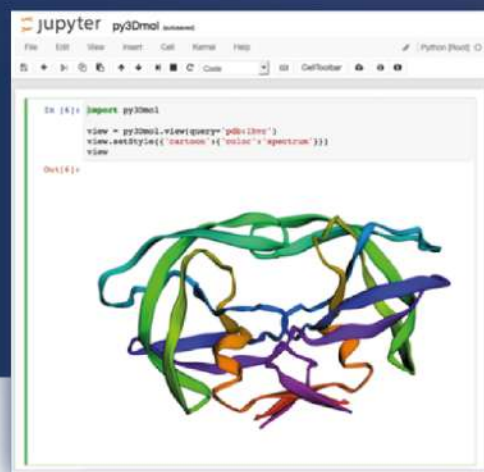 jupyter py3Dmol (autosaved)
File Edit View Insert Cell Kernel Help Python [Root]
Code CellToolbar
In [6]: import py3Dmol
view = py3Dmol.view(query='pdb:1hvr')
view.setStyle({'cartoon':{'color':'spectrum'}})
view
Out[6]: